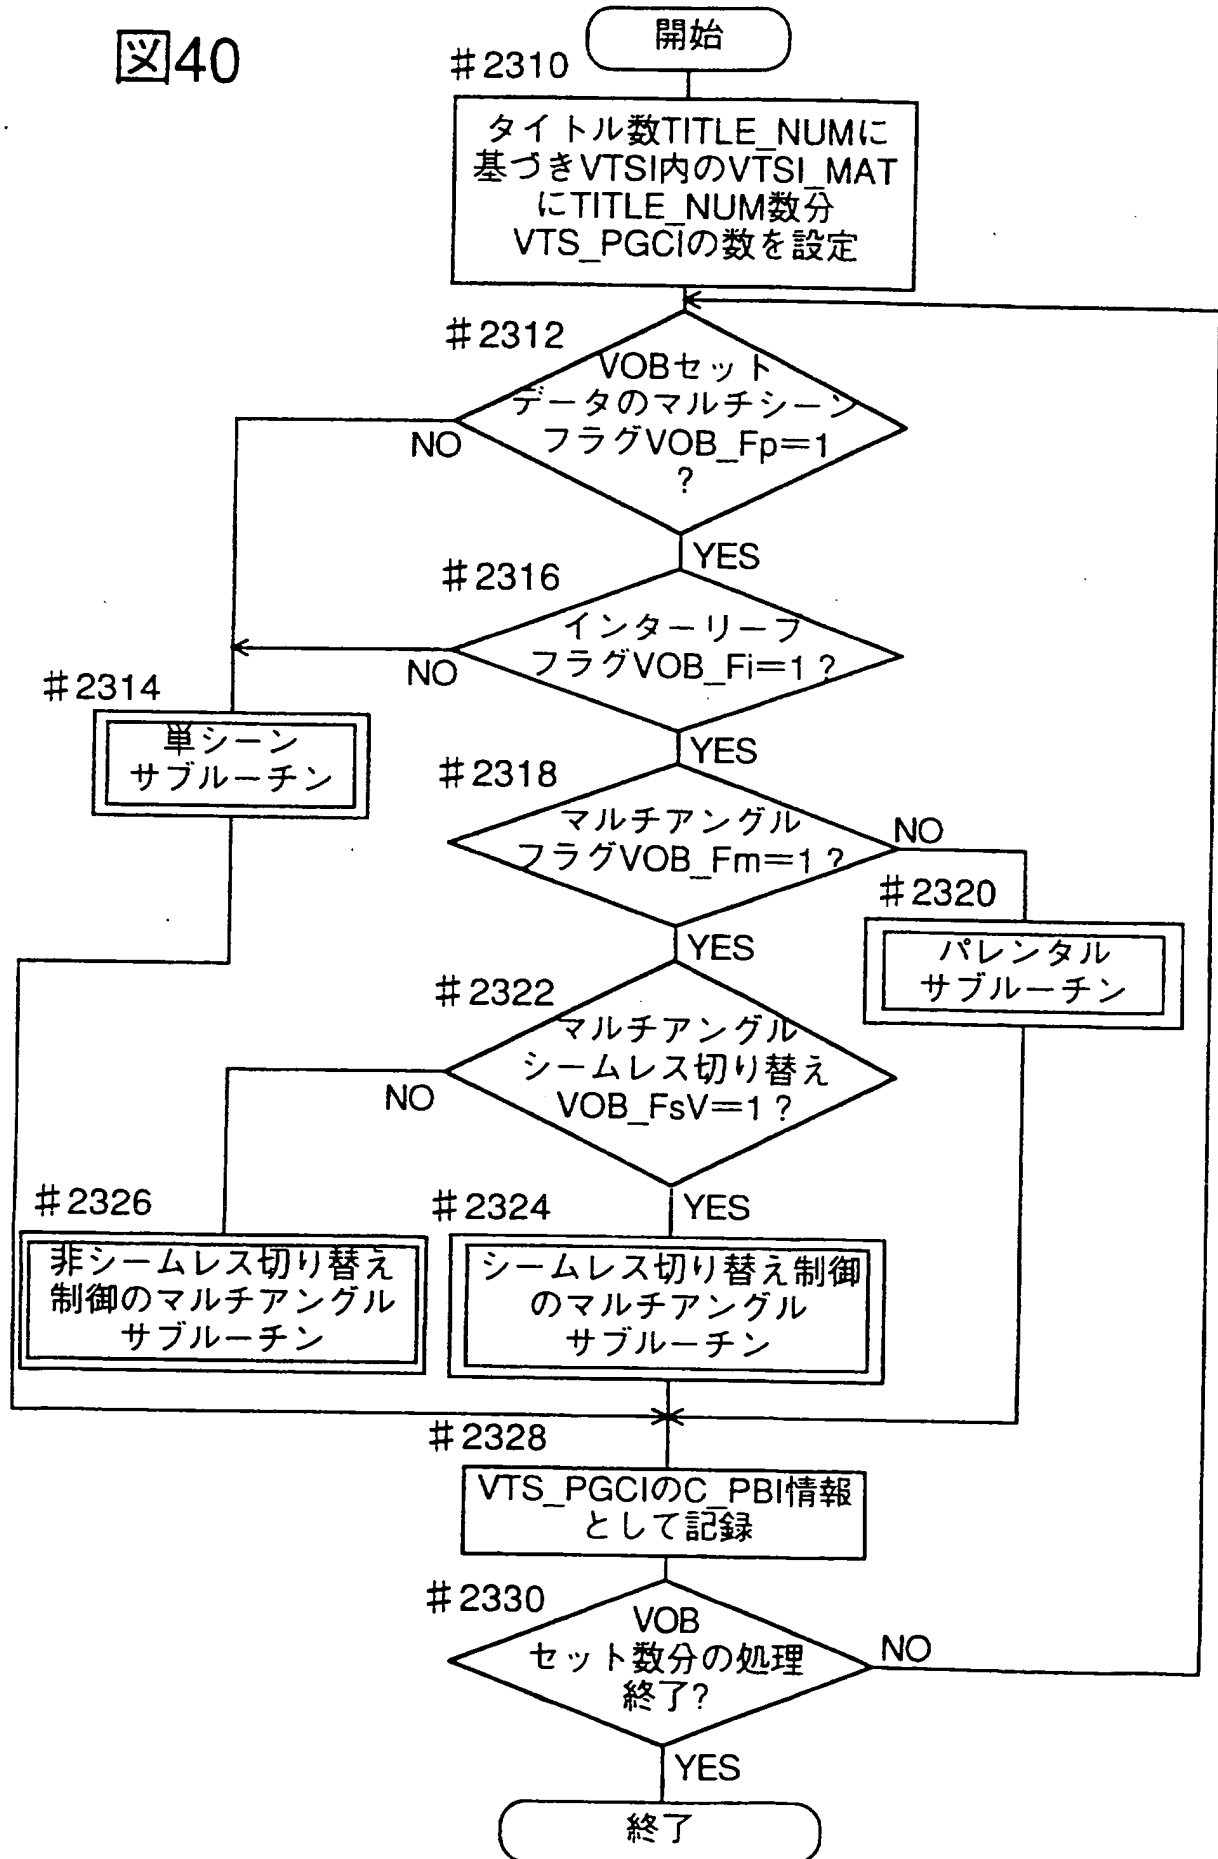 図40
開始
#2310
タイトル数TITLE_NUMに
基づきVTSI内のVTSI_MAT
にTITLE_NUM数分
VTS_PGCIの数を設定
#2312
VOBセット
データのマルチシーン
フラグVOB_Fp=1
?
NO
YES
#2316
インターリーフ
フラグVOB_Fi=1?
NO
YES
#2314
単シーン
サブルーチン
#2318
マルチアングル
フラグVOB_Fm=1?
NO
YES
#2320
パレンタル
サブルーチン
#2322
マルチアングル
シームレス切り替え
VOB_FsV=1?
NO
YES
#2326
非シームレス切り替え
制御のマルチアングル
サブルーチン
#2324
シームレス切り替え制御
のマルチアングル
サブルーチン
#2328
VTS_PGCIのC_PBI情報
として記録
#2330
VOB
セット数分の処理
終了?
NO
YES
終了